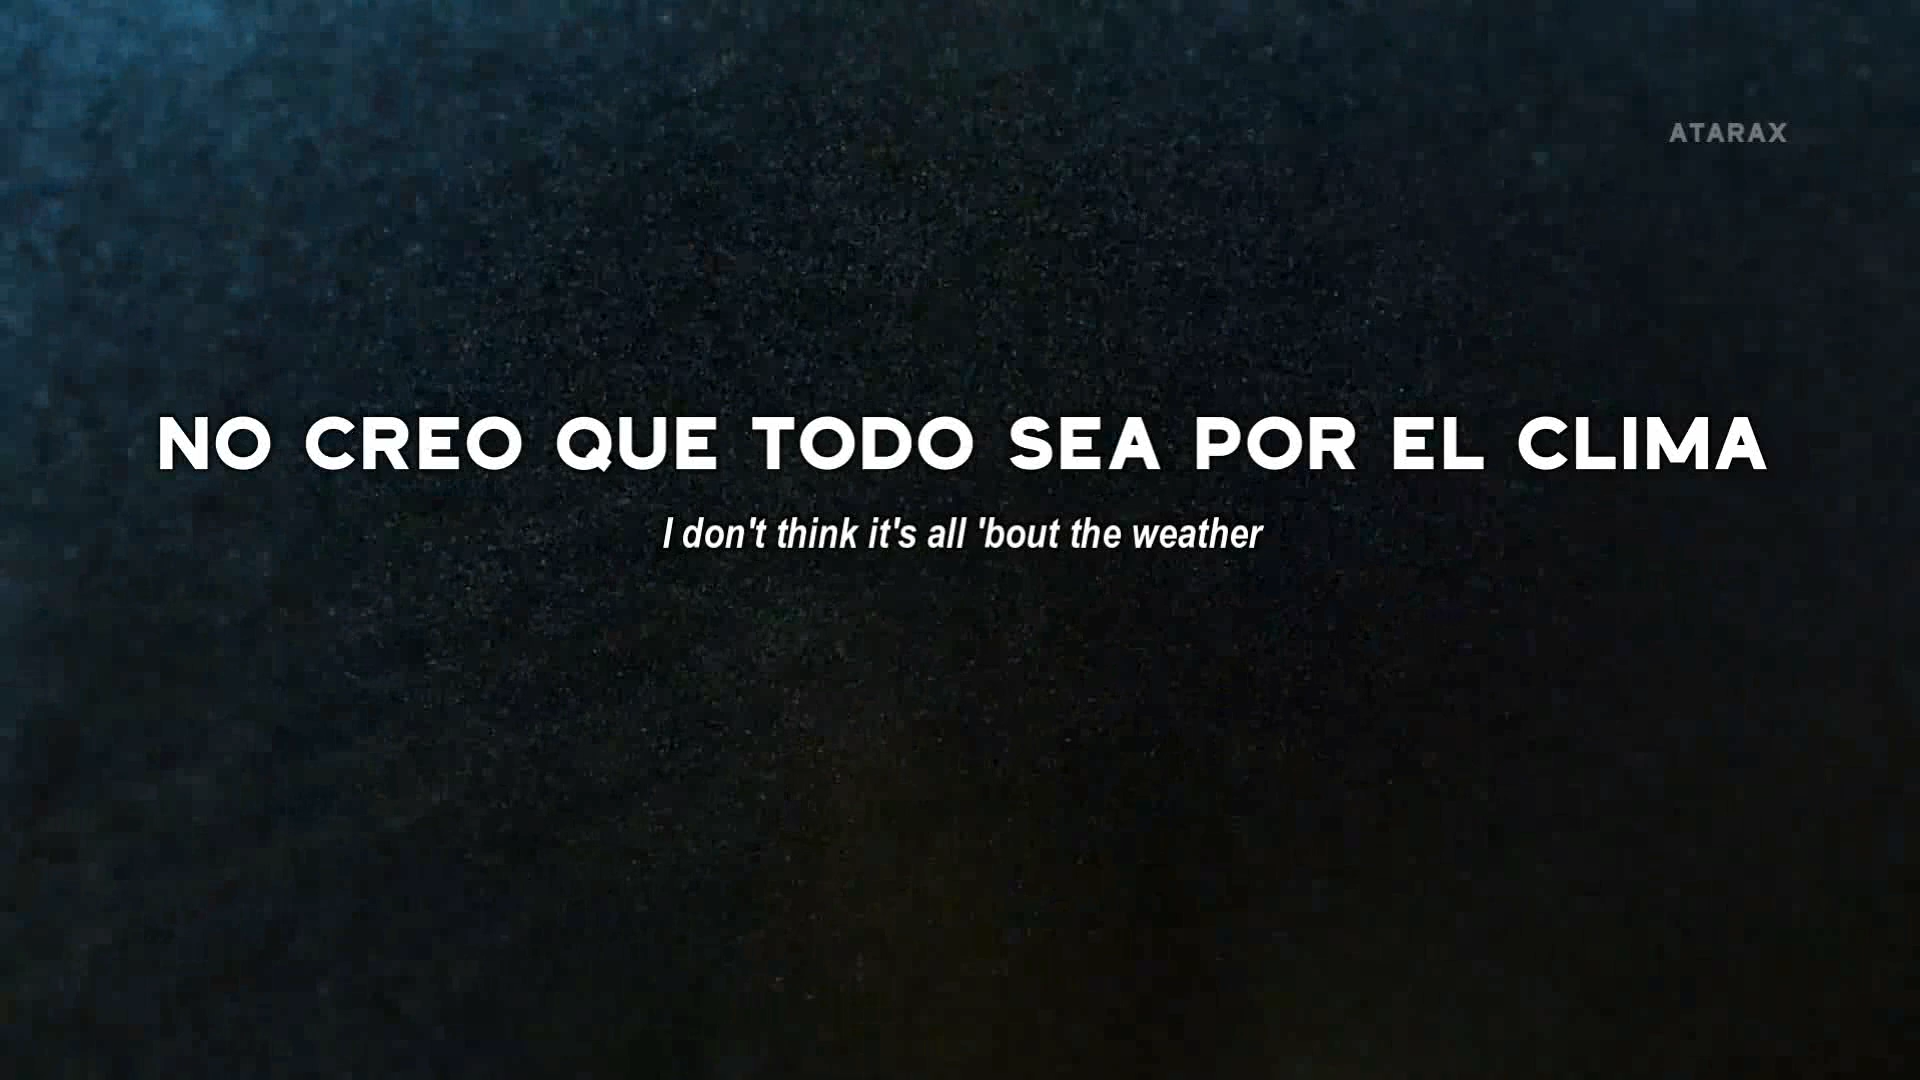 ATARAX
NO CREO QUE TODO SEA POR EL CLIMA
I don't think it's all 'bout the weather